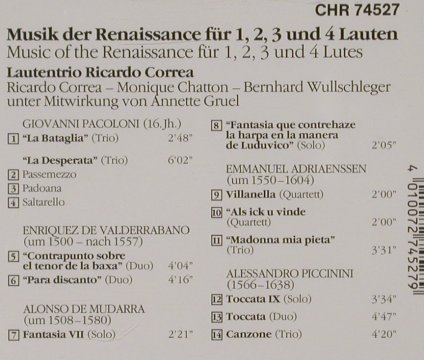 CHR 74527
Musik der Renaissance für 1, 2, 3 und 4 Lauten
Music of the Renaissance für 1, 2, 3 und 4 Lutes
Lautentrio Ricardo Correa
Ricardo Correa – Monique Chatton – Bernhard Wullschleger
unter Mitwirkung von Annette Gruel
GIOVANNI PACOLONI (16. Jh.)
1 "La Bataglia" (Trio) 2'48"
"La Desperata" (Trio) 6'02"
2 Passemezzo
3 Padoana
4 Saltarello
ENRIQUEZ DE VALDERRABANO
(um 1500 – nach 1557)
5 "Contrapunto sobre
el tenor de la baxa" (Duo) 4'04"
6 "Para discanto" (Duo) 4'16"
ALONSO DE MUDARRA
(um 1508–1580)
7 Fantasia VII (Solo) 2'21"
8 "Fantasia que contrehaze
la harpa en la manera
de Luduvico" (Solo) 2'05"
EMMANUEL ADRIAENSSEN
(um 1550–1604)
9 Villanella (Quartett) 2'00"
10 "Als ick u vinde
(Quartett) 2'00"
11 "Madonna mia pieta"
(Trio) 3'31"
ALESSANDRO PICCININI
(1566–1638)
12 Toccata IX (Solo) 3'34"
13 Toccata (Duo) 4'47"
14 Canzone (Trio) 4'20"
4 010072 745279